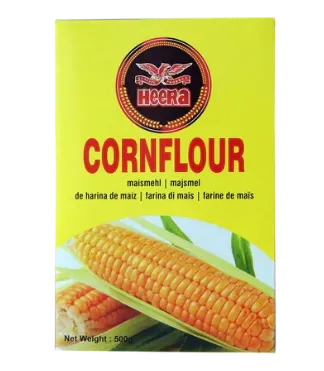 HEERA
CORNFLOUR
maismehl | majsmel
de harina de maiz | farina di mais | farine de maïs
Net Weight : 500g